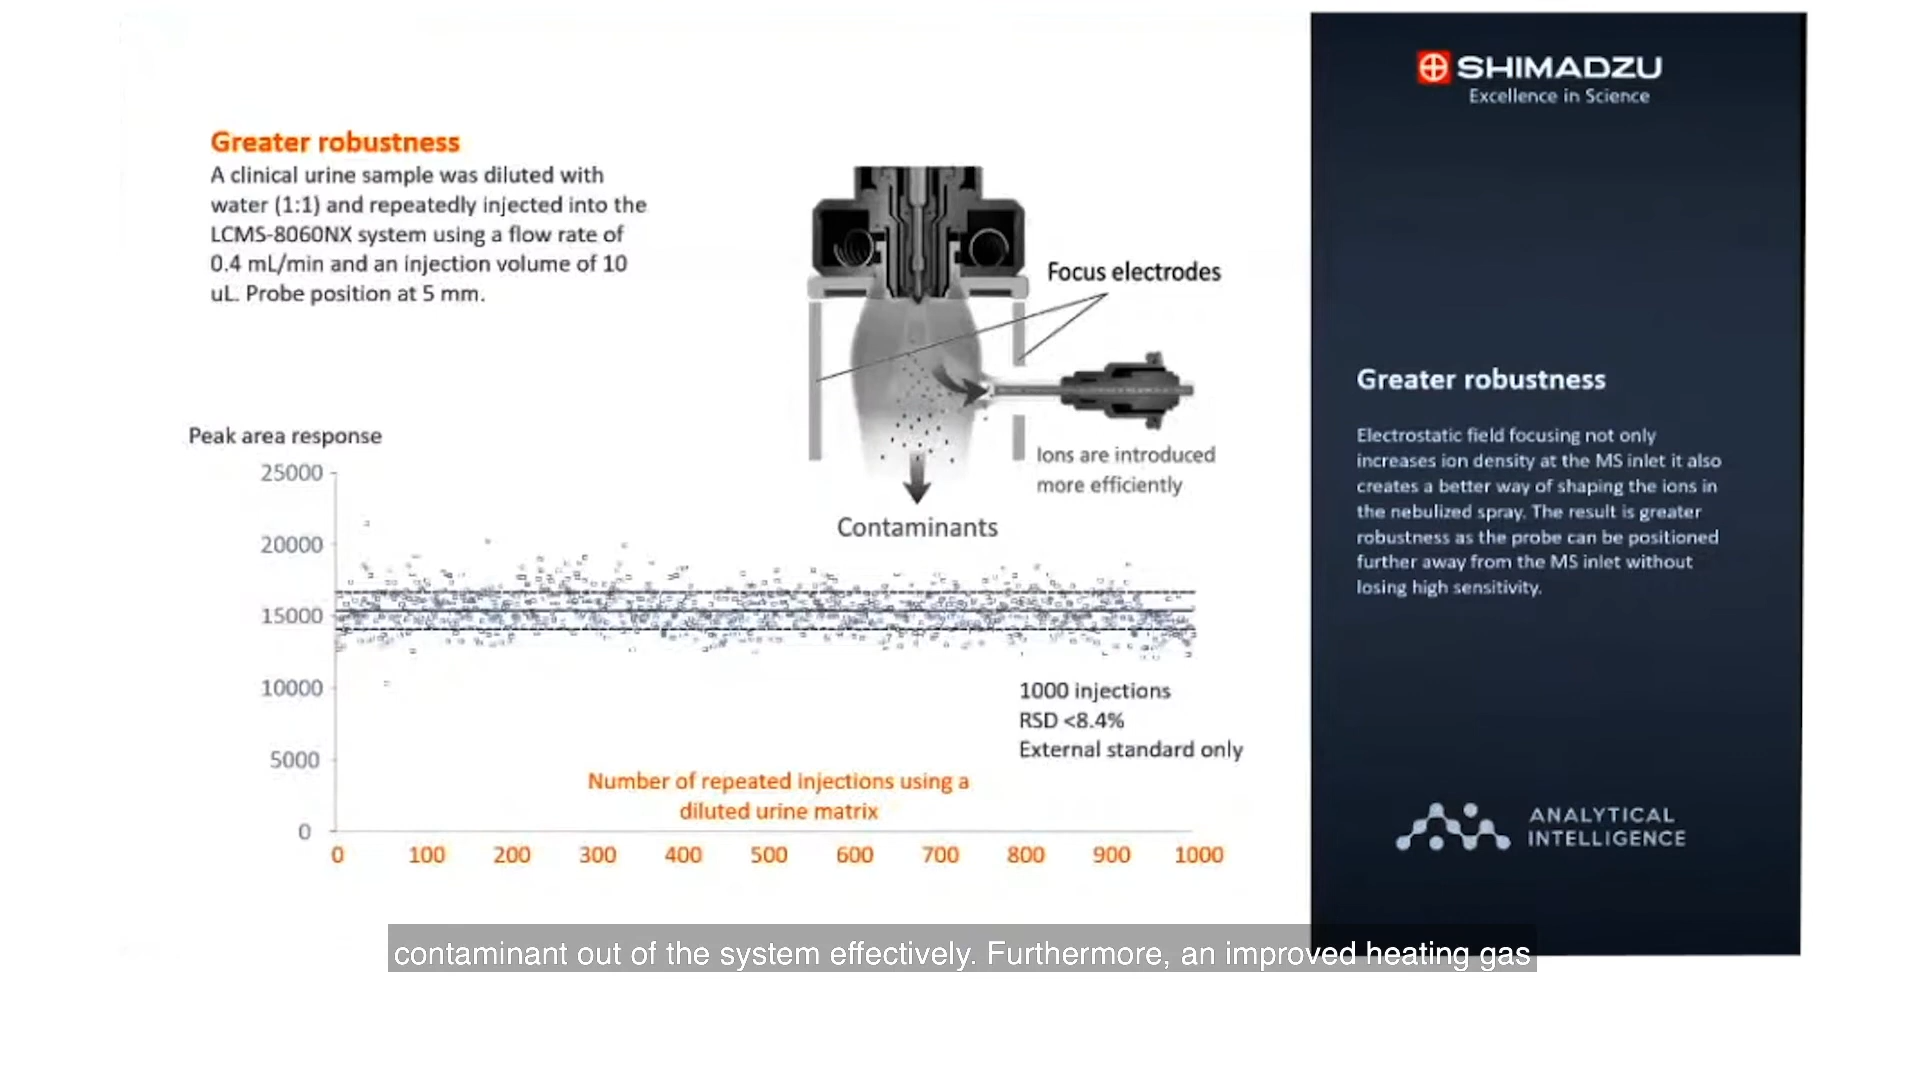 SHIMADZU
Excellence in Science
Greater robustness
A clinical urine sample was diluted with
water (1:1) and repeatedly injected into the
LCMS-8060NX system using a flow rate of
0.4 mL/min and an injection volume of 10
uL. Probe position at 5 mm.
Focus electrodes
Ions are introduced
more efficiently
Contaminants
Peak area response
25000
20000
15000
10000
5000
0
1000 injections
RSD <8.4%
External standard only
Number of repeated injections using a
diluted urine matrix
0 100 200 300 400 500 600 700 800 900 1000
Greater robustness
Electrostatic field focusing not only
increases ion density at the MS inlet it also
creates a better way of shaping the ions in
the nebulized spray. The result is greater
robustness as the probe can be positioned
further away from the MS inlet without
losing high sensitivity.
ANALYTICAL
INTELLIGENCE
contaminant out of the system effectively. Furthermore, an improved heating gas